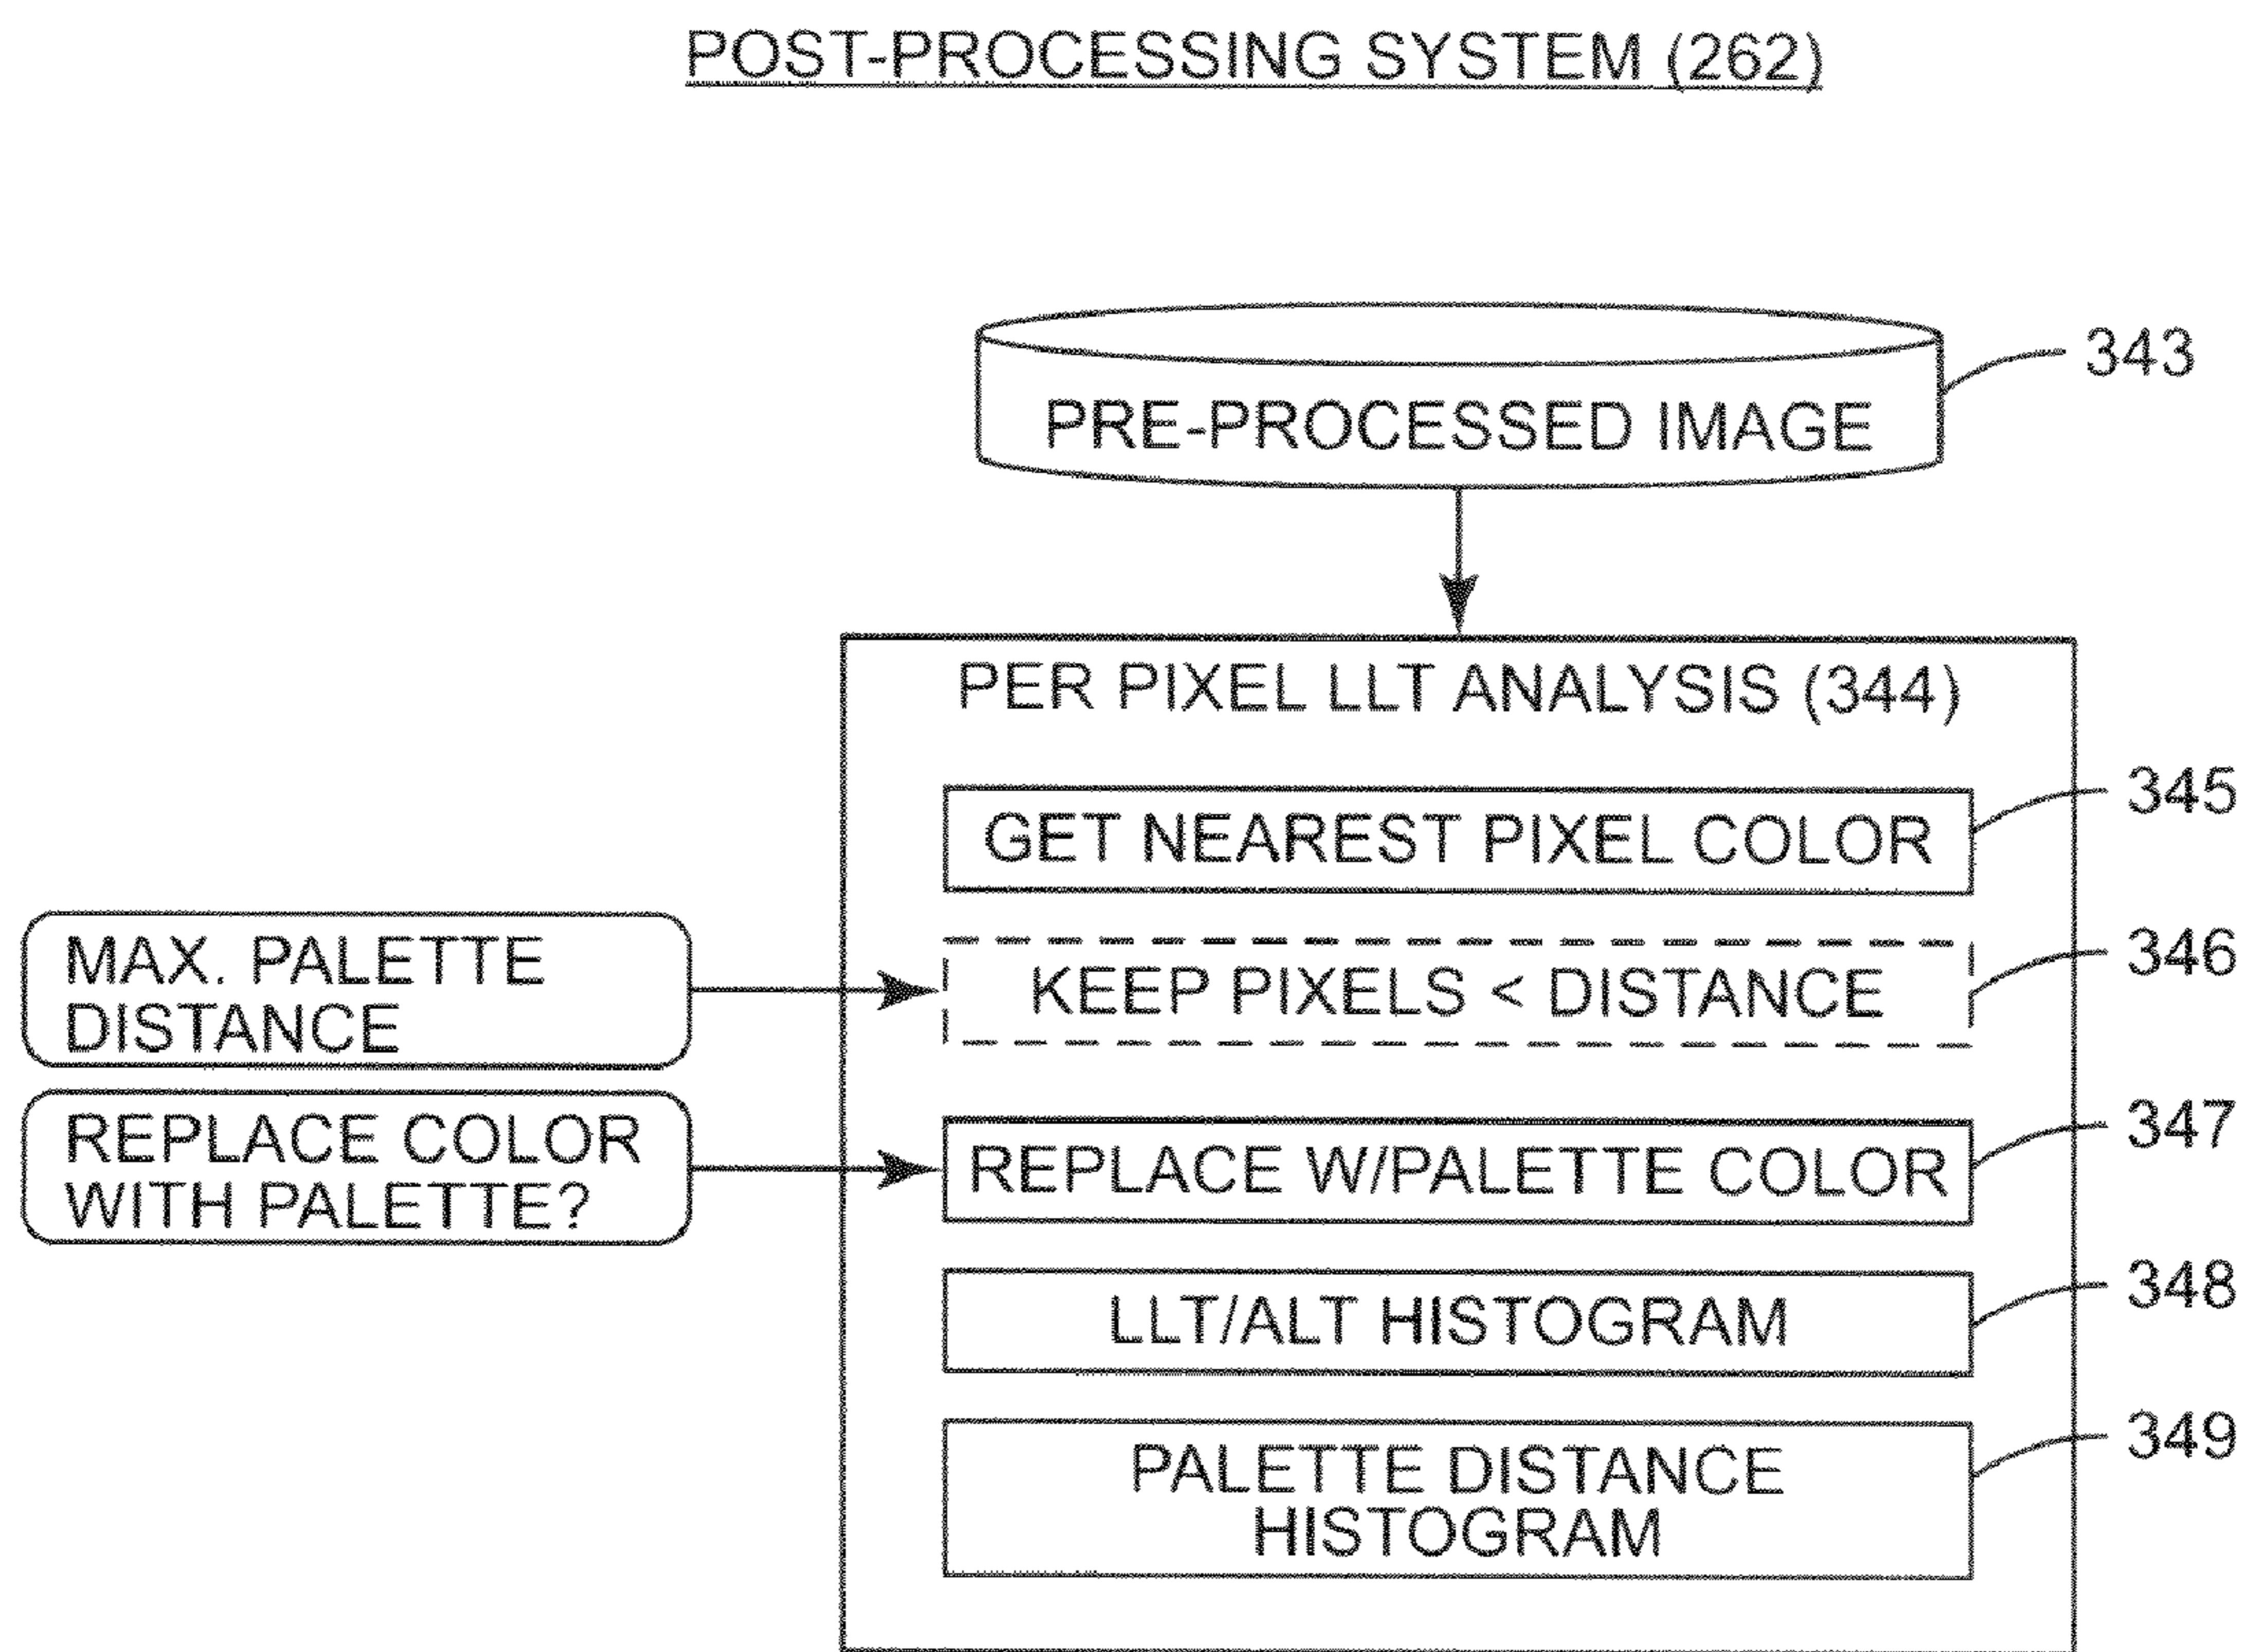 POST-PROCESSING SYSTEM (262)
343
PRE-PROCESSED IMAGE
PER PIXEL LLT ANALYSIS (344)
345
GET NEAREST PIXEL COLOR
MAX. PALETTE
DISTANCE
346
KEEP PIXELS < DISTANCE
REPLACE COLOR
WITH PALETTE?
347
REPLACE W/PALETTE COLOR
348
LLT/ALT HISTOGRAM
349
PALETTE DISTANCE
HISTOGRAM